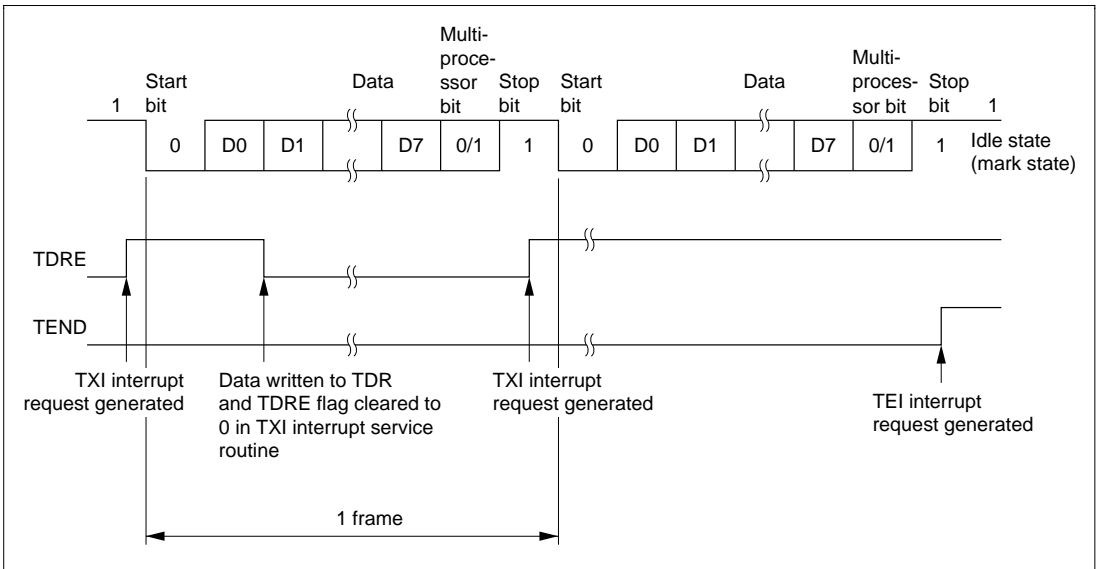 1
Start
bit
Data
Multi-
proce-
ssor
bit
Stop
bit
Start
bit
Data
Multi-
proces-
sor bit
Stop
bit
1
0
D0
D1
D7
0/1
1
0
D0
D1
D7
0/1
1
Idle state
(mark state)
TDRE
TEND
TXI interrupt
request generated
Data written to TDR
and TDRE flag cleared to
0 in TXI interrupt service
routine
TXI interrupt
request generated
TEI interrupt
request generated
1 frame